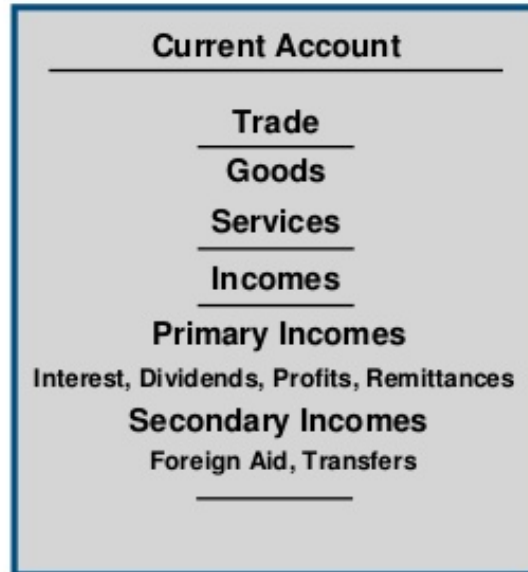 Current Account
Trade
Goods
Services
Incomes
Primary Incomes
Interest, Dividends, Profits, Remittances
Secondary Incomes
Foreign Aid, Transfers